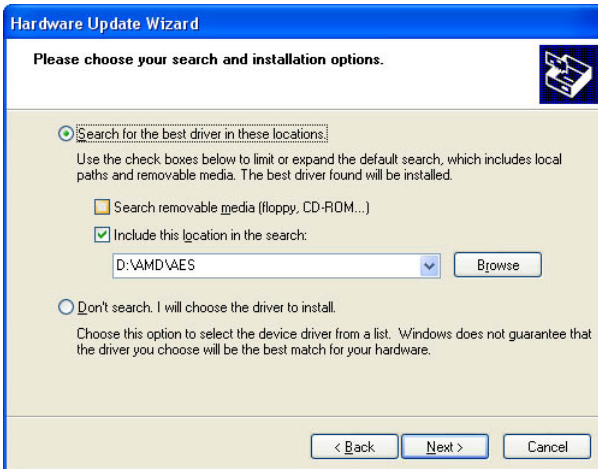 Hardware Update Wizard
Please choose your search and installation options.
Search for the best driver in these locations.
Use the check boxes below to limit or expand the default search, which includes local
paths and removable media. The best driver found will be installed.
Search removable media (floppy, CD-ROM...)
Include this location in the search:
D:\AMD\AES
Browse
Don't search. I will choose the driver to install.
Choose this option to select the device driver from a list. Windows does not guarantee that
the driver you choose will be the best match for your hardware.
< Back
Next >
Cancel